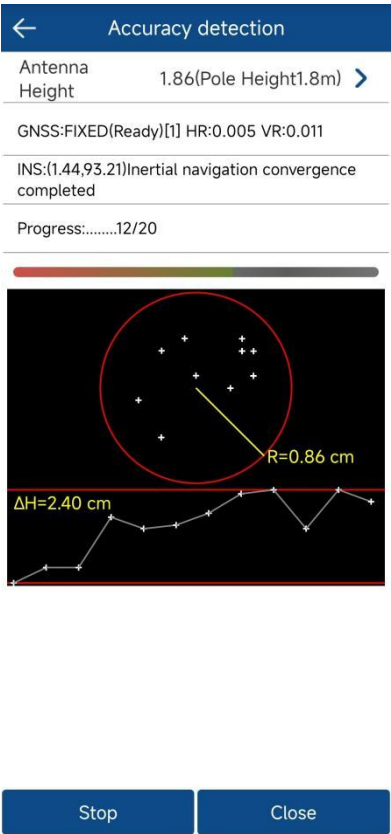 Accuracy detection
Antenna
Height
1.86(Pole Height1.8m)
GNSS:FIXED(Ready)[1] HR:0.005 VR:0.011
INS:(1.44,93.21)Inertial navigation convergence
completed
Progress:........12/20
R=0.86 cm
ΔH=2.40 cm
Stop
Close